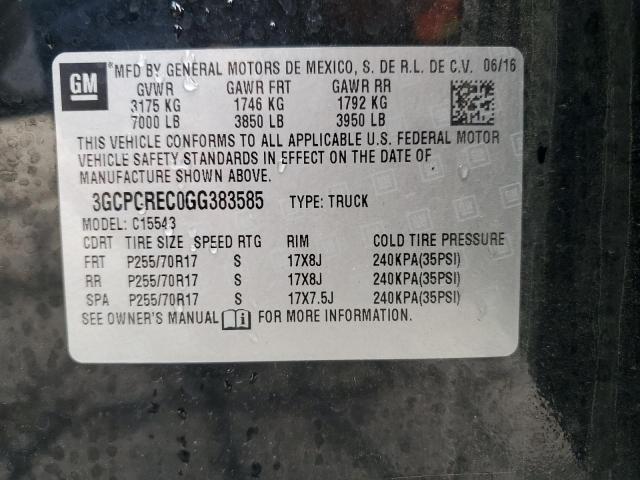 GM
*MFD BY GENERAL MOTORS DE MEXICO, S. DE R.L. DE C.V. 06/16
GVWR GAWR FRT GAWR RR
3175 KG 1746 KG 1792 KG
7000 LB 3850 LB 3950 LB
THIS VEHICLE CONFORMS TO ALL APPLICABLE U.S. FEDERAL MOTOR
VEHICLE SAFETY STANDARDS IN EFFECT ON THE DATE OF
MANUFACTURE SHOWN ABOVE.
3GCPCREC0GG383585 TYPE: TRUCK
MODEL: C15543
CDRT TIRE SIZE SPEED RTG RIM COLD TIRE PRESSURE
FRT P255/70R17 S 17X8J 240KPA(35PSI)
RR P255/70R17 S 17X8J 240KPA(35PSI)
SPA P255/70R17 S 17X7.5J 240KPA(35PSI)
SEE OWNER'S MANUAL i FOR MORE INFORMATION.